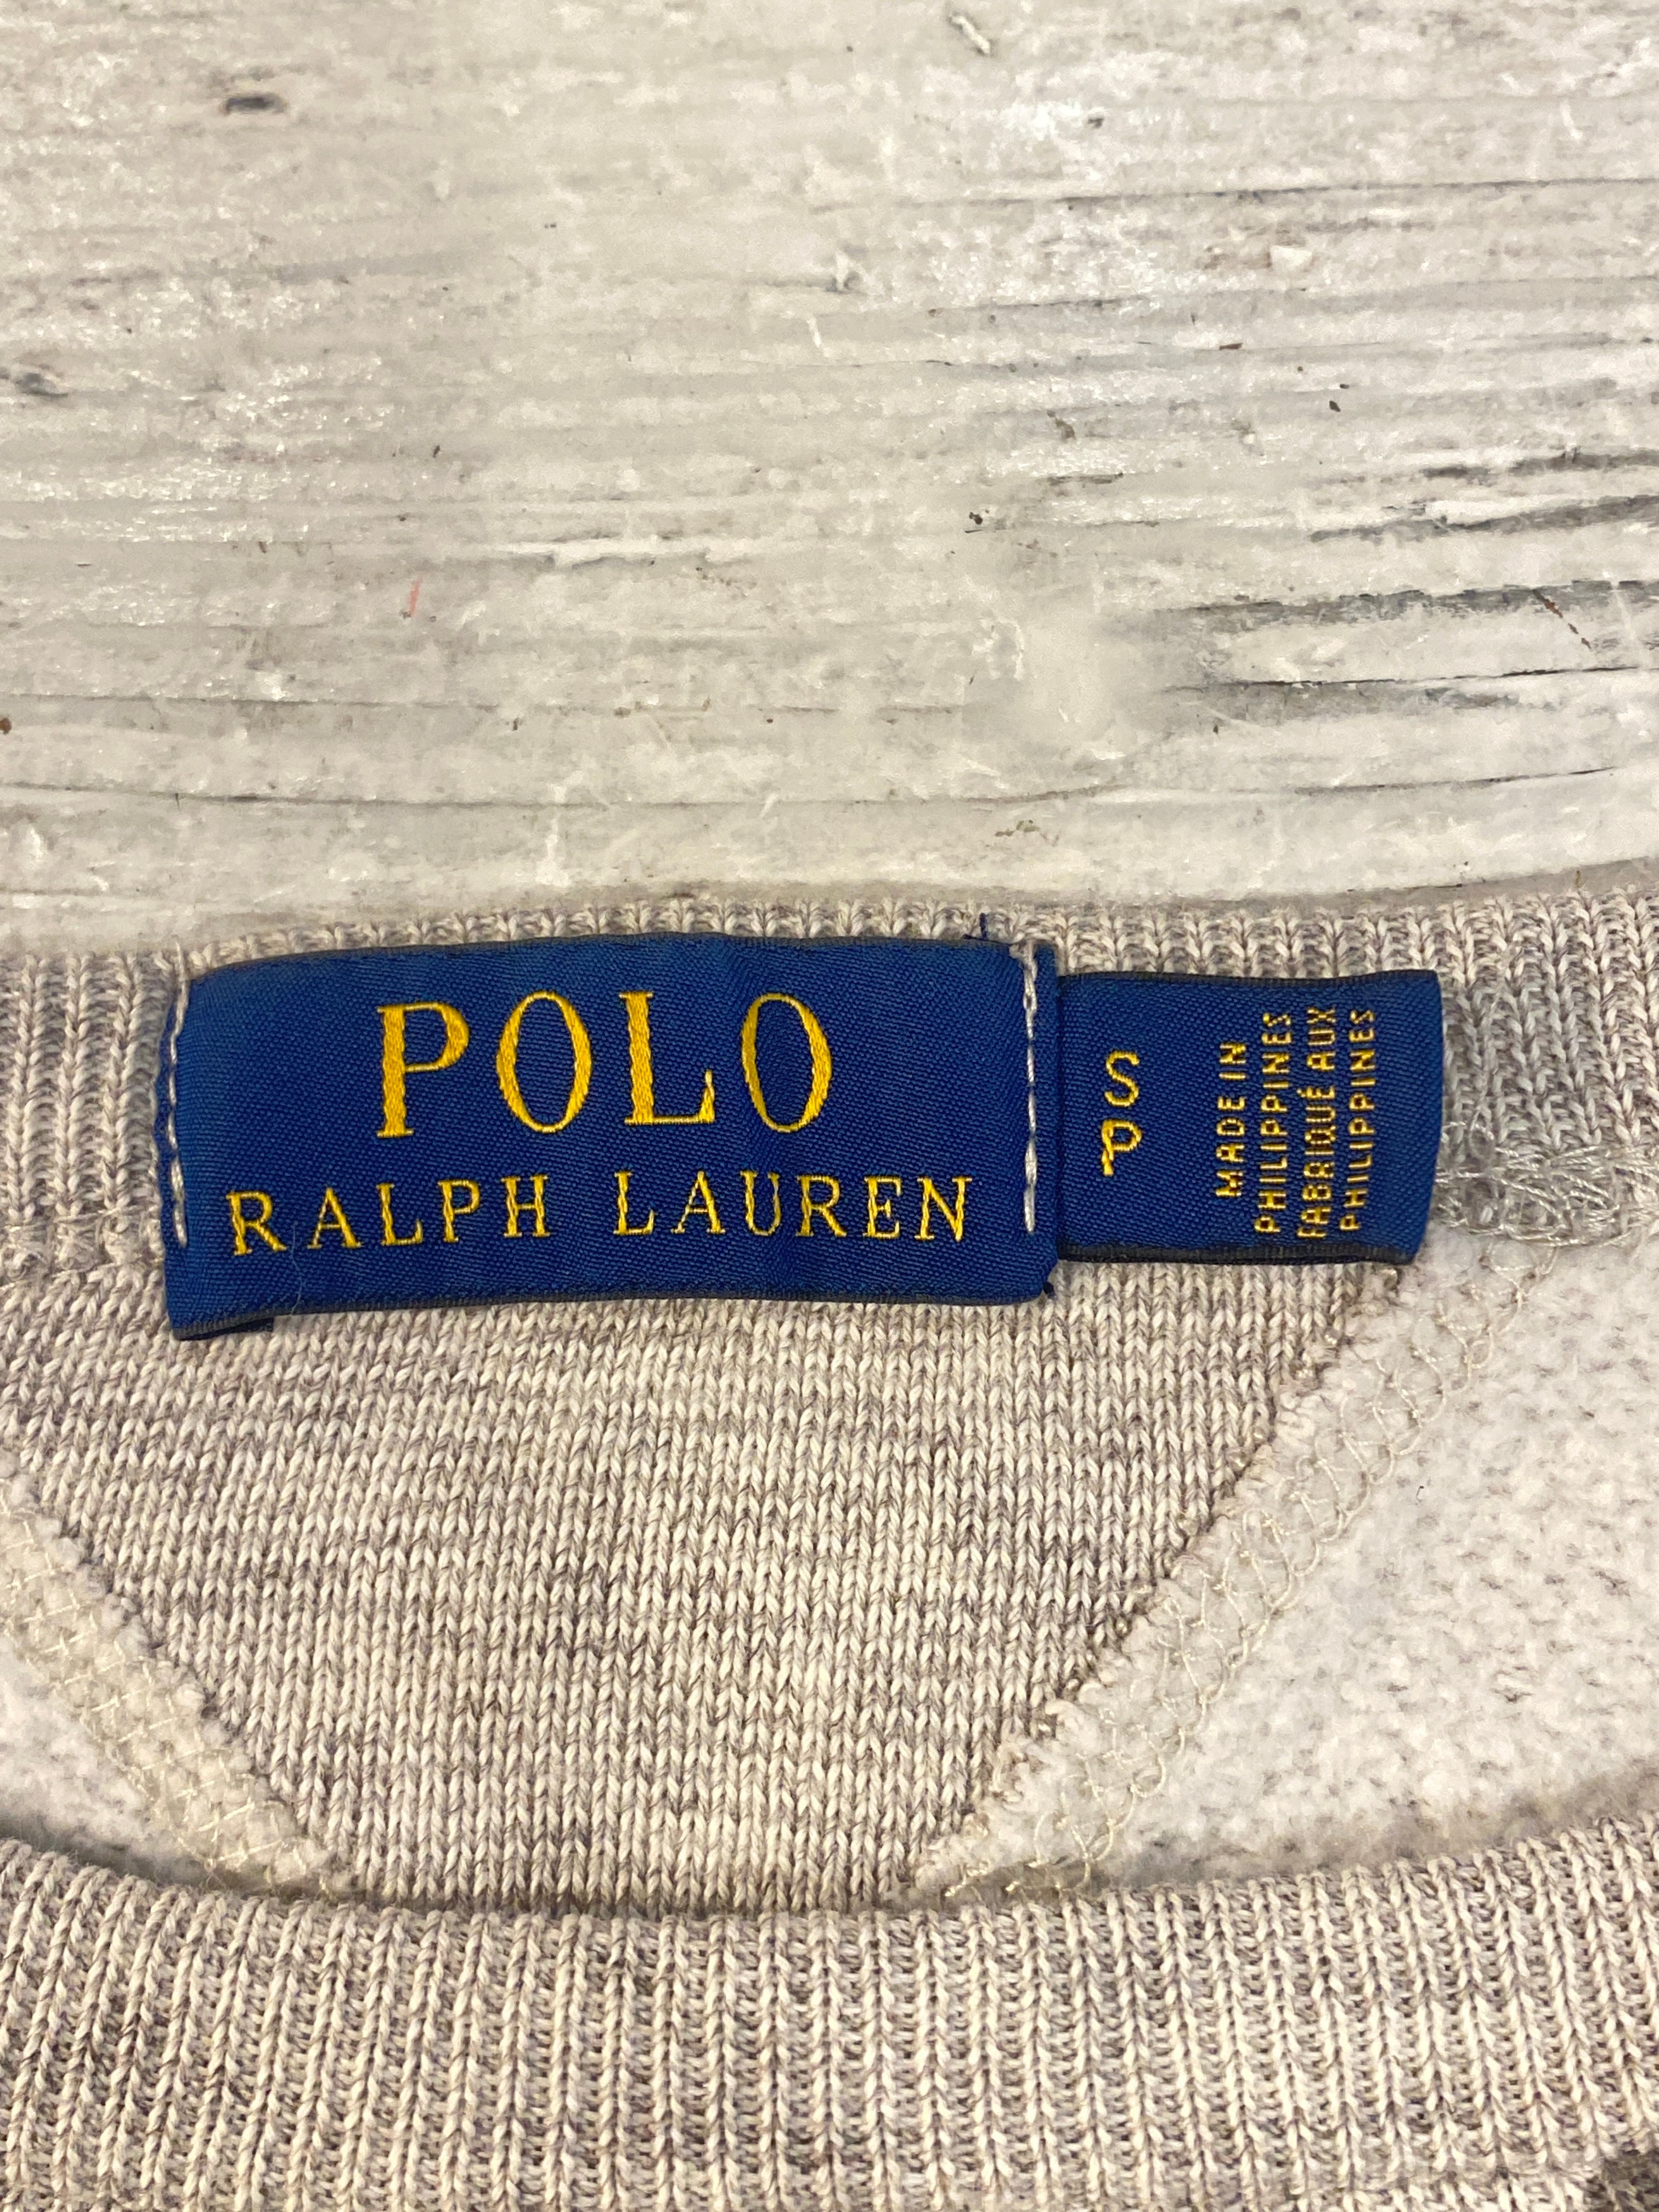 POLO
RALPH LAUREN
S
P
MADE IN
PHILIPPINES
FABRIQUÉ AUX
PHILIPPINES